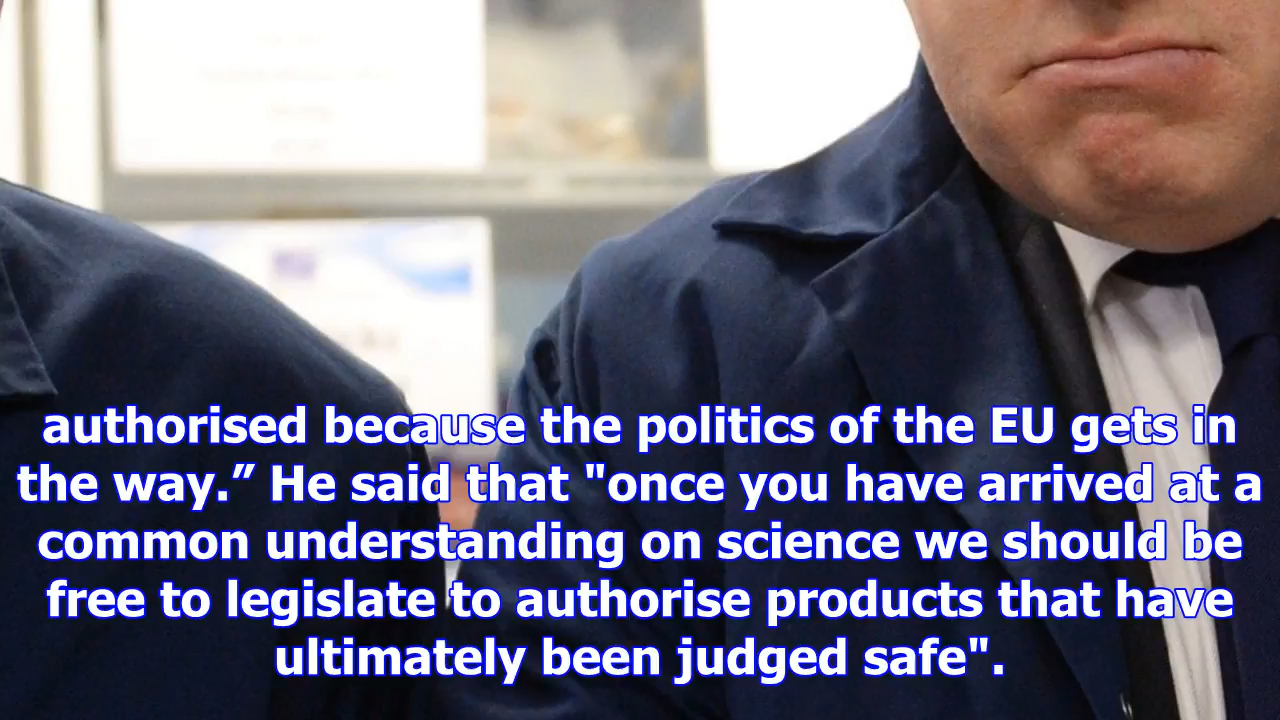 authorised because the politics of the EU gets in
the way.” He said that "once you have arrived at a
common understanding on science we should be
free to legislate to authorise products that have
ultimately been judged safe".